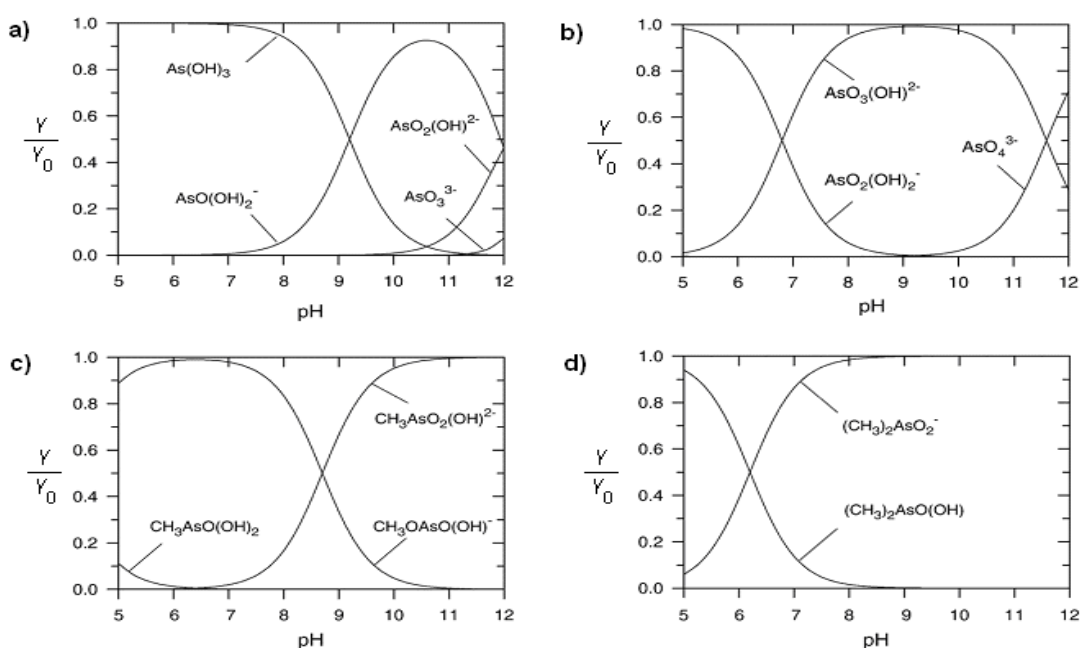 a)
1.0
0.8
0.6
0.4
0.2
0.0
Y
Y₀
As(OH)₃
AsO(OH)₂⁻
AsO₂(OH)²⁻
AsO₃³⁻
5 6 7 8 9 10 11 12
pH
b)
1.0
0.8
0.6
0.4
0.2
0.0
Y
Y₀
AsO₃(OH)²⁻
AsO₂(OH)₂⁻
AsO₄³⁻
5 6 7 8 9 10 11 12
pH
c)
1.0
0.8
0.6
0.4
0.2
0.0
Y
Y₀
CH₃AsO₂(OH)²⁻
CH₃AsO(OH)₂
CH₃OAsO(OH)⁻
5 6 7 8 9 10 11 12
pH
d)
1.0
0.8
0.6
0.4
0.2
0.0
Y
Y₀
(CH₃)₂AsO₂⁻
(CH₃)₂AsO(OH)
5 6 7 8 9 10 11 12
pH